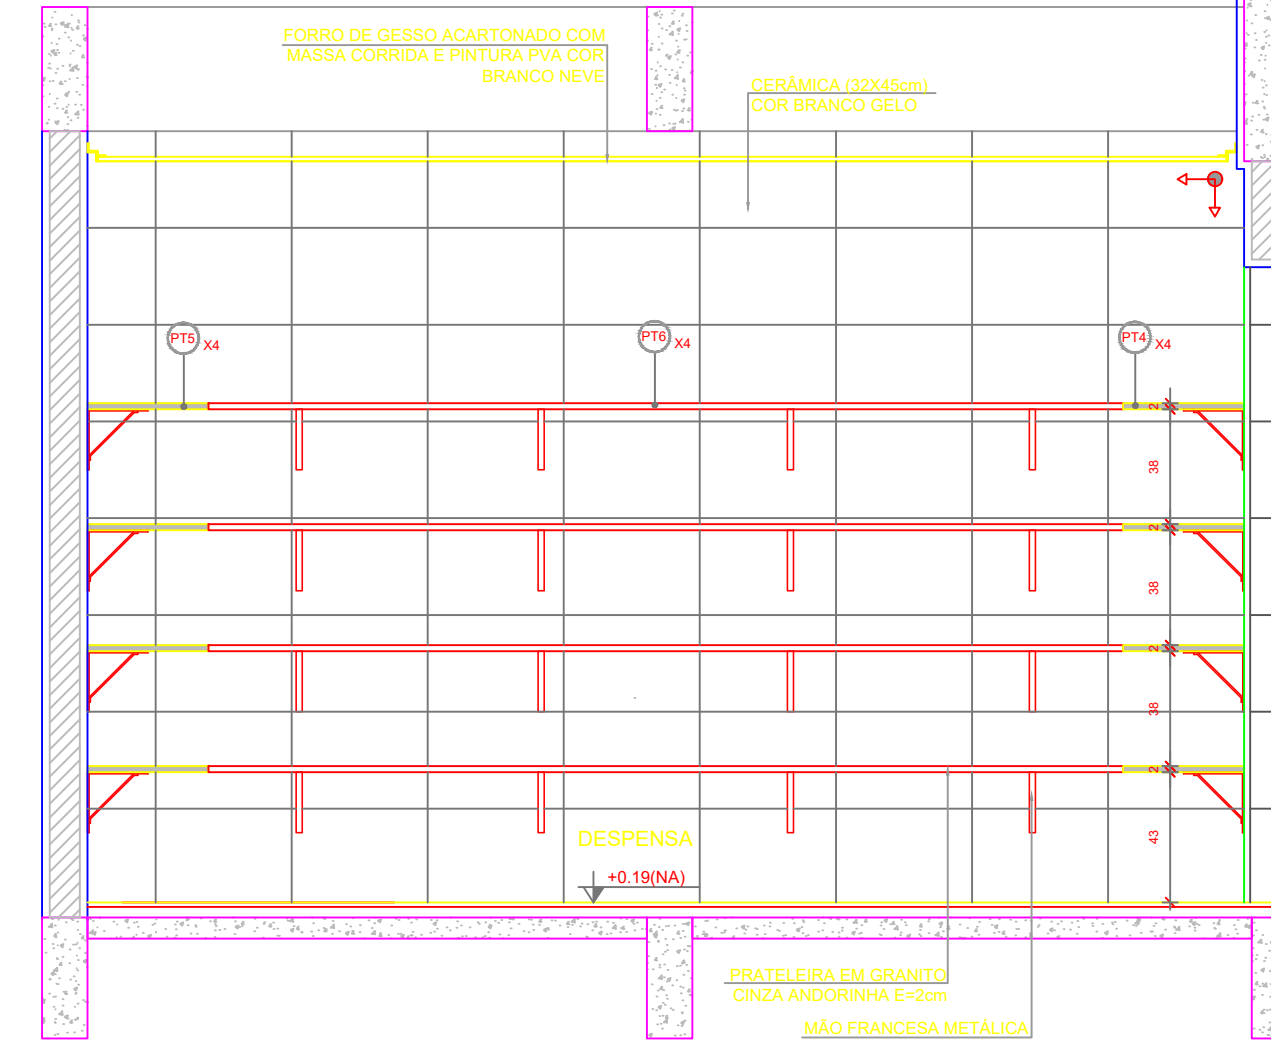 FORRO DE GESSO ACARTONADO COM
MASSA CORRIDA E PINTURA PVA COR
BRANCO NEVE
CERÂMICA (32X45cm)
COR BRANCO GELO
PT5 X4
PT6 X4
PT4 X4
2
38
2
38
2
38
2
43
DESPENSA
+0.19(NA)
PRATELEIRA EM GRANITO
CINZA ANDORINHA E=2cm
MÃO FRANCESA METÁLICA